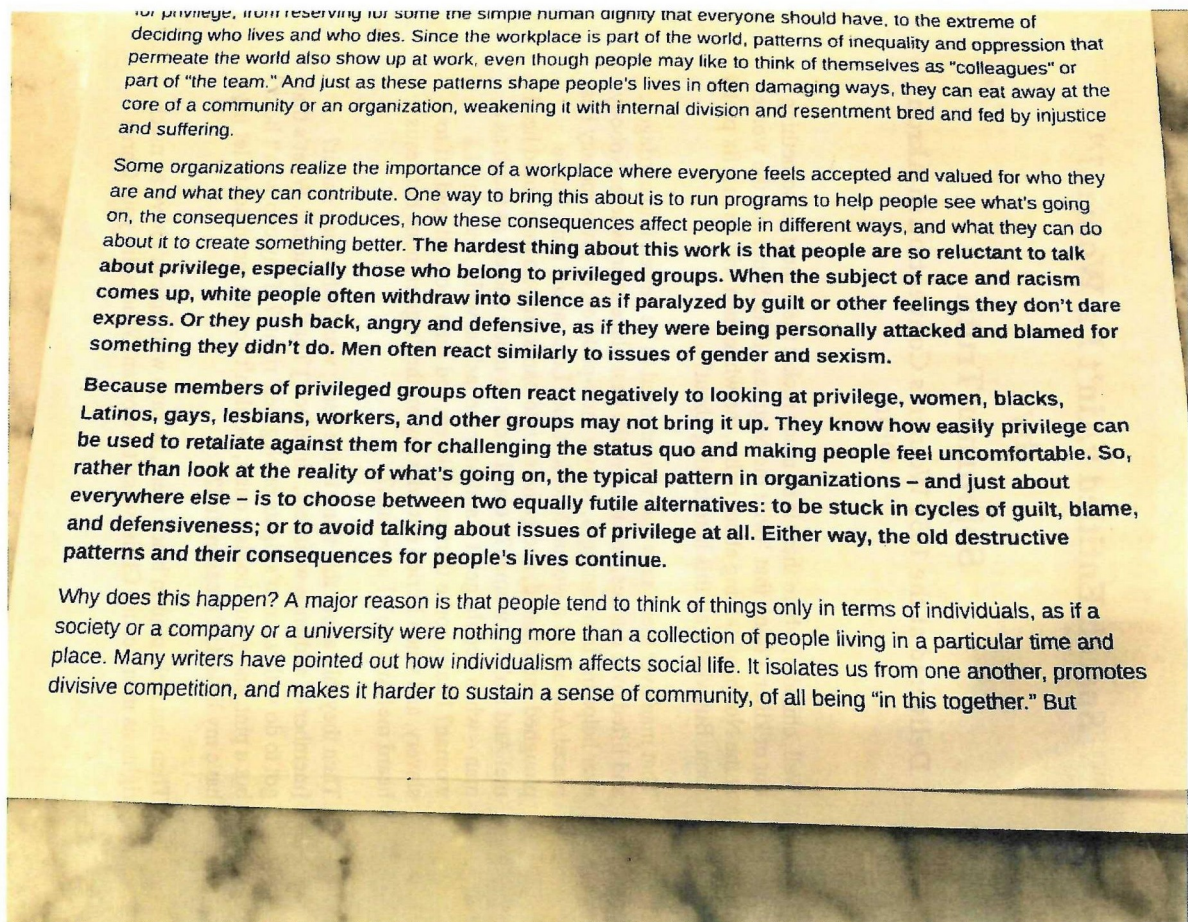 for privilege, from reserving for some the simple human dignity that everyone should have, to the extreme of
deciding who lives and who dies. Since the workplace is part of the world, patterns of inequality and oppression that
permeate the world also show up at work, even though people may like to think of themselves as "colleagues" or
part of "the team." And just as these patterns shape people's lives in often damaging ways, they can eat away at the
core of a community or an organization, weakening it with internal division and resentment bred and fed by injustice
and suffering.
Some organizations realize the importance of a workplace where everyone feels accepted and valued for who they
are and what they can contribute. One way to bring this about is to run programs to help people see what's going
on, the consequences it produces, how these consequences affect people in different ways, and what they can do
about it to create something better. The hardest thing about this work is that people are so reluctant to talk
about privilege, especially those who belong to privileged groups. When the subject of race and racism
comes up, white people often withdraw into silence as if paralyzed by guilt or other feelings they don't dare
express. Or they push back, angry and defensive, as if they were being personally attacked and blamed for
something they didn't do. Men often react similarly to issues of gender and sexism.
Because members of privileged groups often react negatively to looking at privilege, women, blacks,
Latinos, gays, lesbians, workers, and other groups may not bring it up. They know how easily privilege can
be used to retaliate against them for challenging the status quo and making people feel uncomfortable. So,
rather than look at the reality of what's going on, the typical pattern in organizations – and just about
everywhere else – is to choose between two equally futile alternatives: to be stuck in cycles of guilt, blame,
and defensiveness; or to avoid talking about issues of privilege at all. Either way, the old destructive
patterns and their consequences for people's lives continue.
Why does this happen? A major reason is that people tend to think of things only in terms of individuals, as if a
society or a company or a university were nothing more than a collection of people living in a particular time and
place. Many writers have pointed out how individualism affects social life. It isolates us from one another, promotes
divisive competition, and makes it harder to sustain a sense of community, of all being “in this together.” But